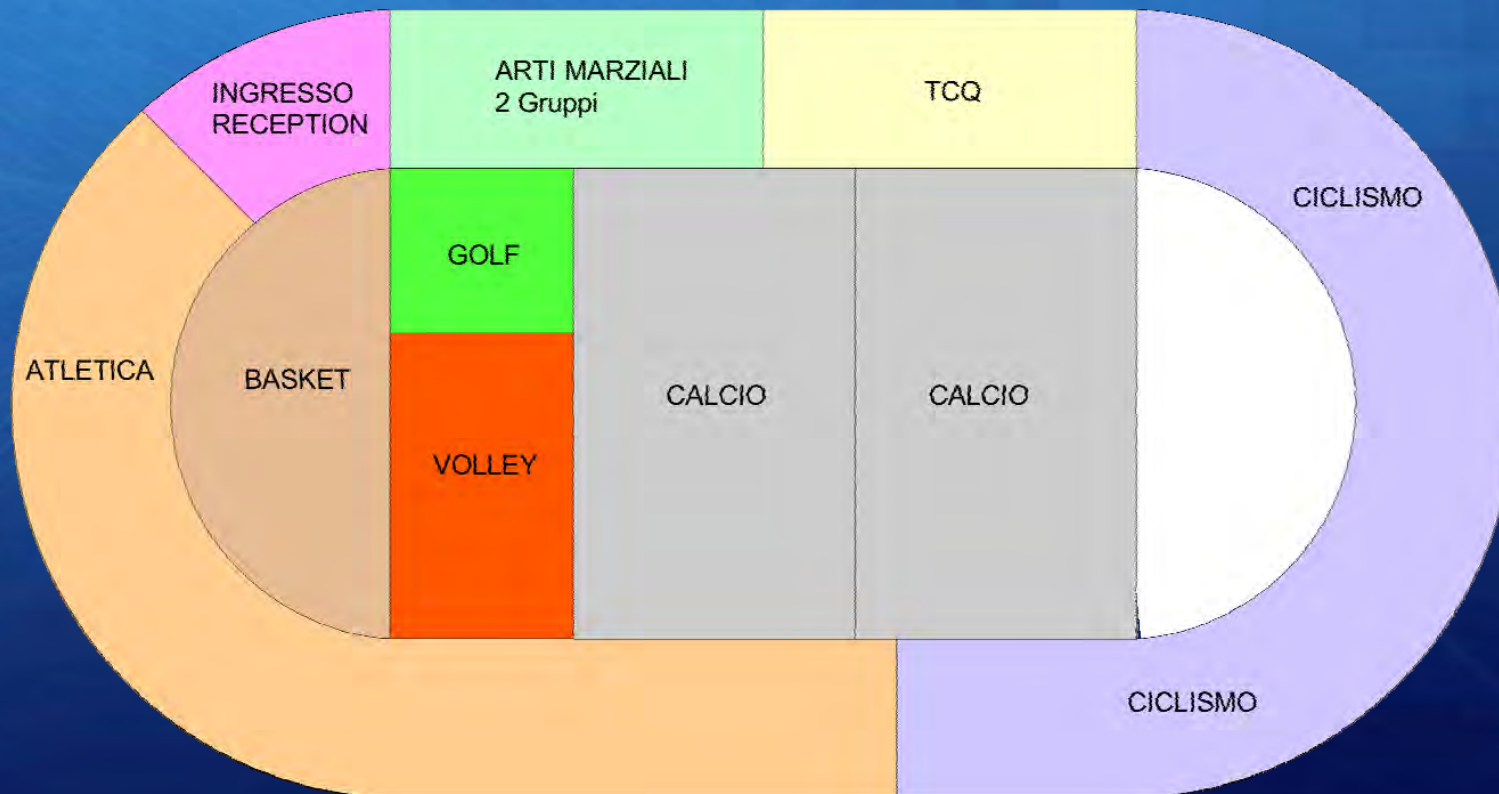 INGRESSO
RECEPTION
ARTI MARZIALI
2 Gruppi
TCQ
CICLISMO
GOLF
ATLETICA
BASKET
CALCIO
CALCIO
VOLLEY
CICLISMO